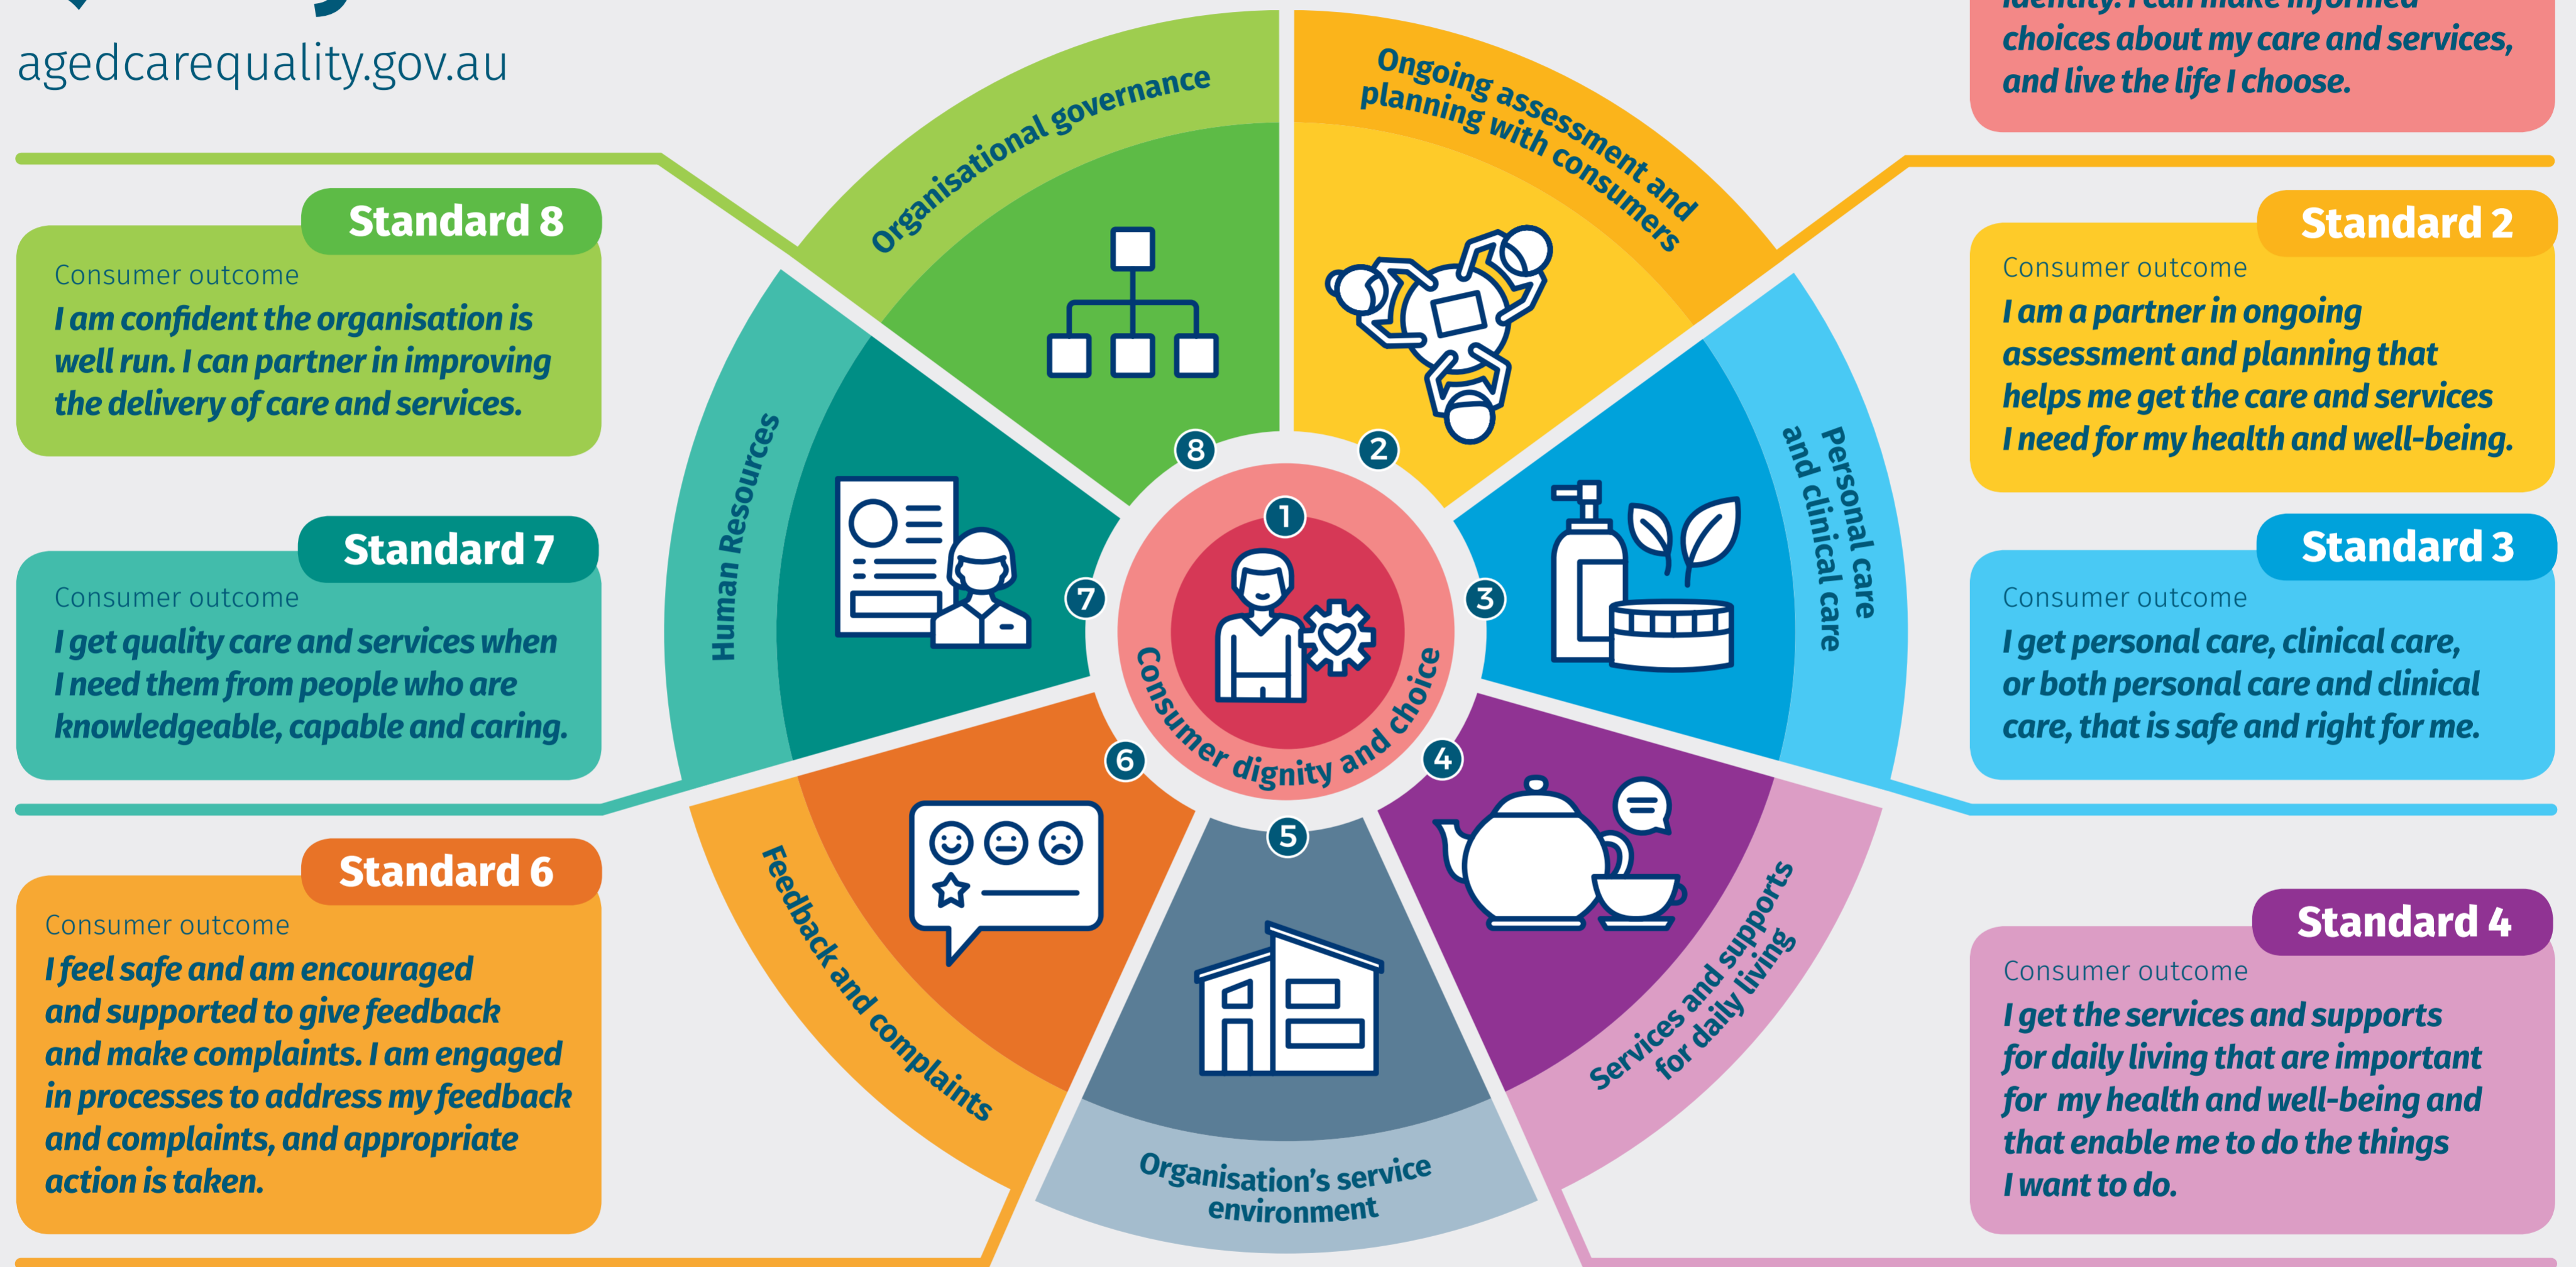 agedcarequality.gov.au
choices about my care and services,
and live the life I choose.
Standard 8
Consumer outcome
I am confident the organisation is
well run. I can partner in improving
the delivery of care and services.
Standard 7
Consumer outcome
I get quality care and services when
I need them from people who are
knowledgeable, capable and caring.
Standard 6
Consumer outcome
I feel safe and am encouraged
and supported to give feedback
and make complaints. I am engaged
in processes to address my feedback
and complaints, and appropriate
action is taken.
Organisational governance
8
Ongoing assessment and
planning with consumers
2
Human Resources
7
1
Consumer dignity and choice
Personal care
and clinical care
3
Feedback and complaints
6
5
Organisation's service
environment
4
Services and supports
for daily living
Standard 2
Consumer outcome
I am a partner in ongoing
assessment and planning that
helps me get the care and services
I need for my health and well-being.
Standard 3
Consumer outcome
I get personal care, clinical care,
or both personal care and clinical
care, that is safe and right for me.
Standard 4
Consumer outcome
I get the services and supports
for daily living that are important
for my health and well-being and
that enable me to do the things
I want to do.